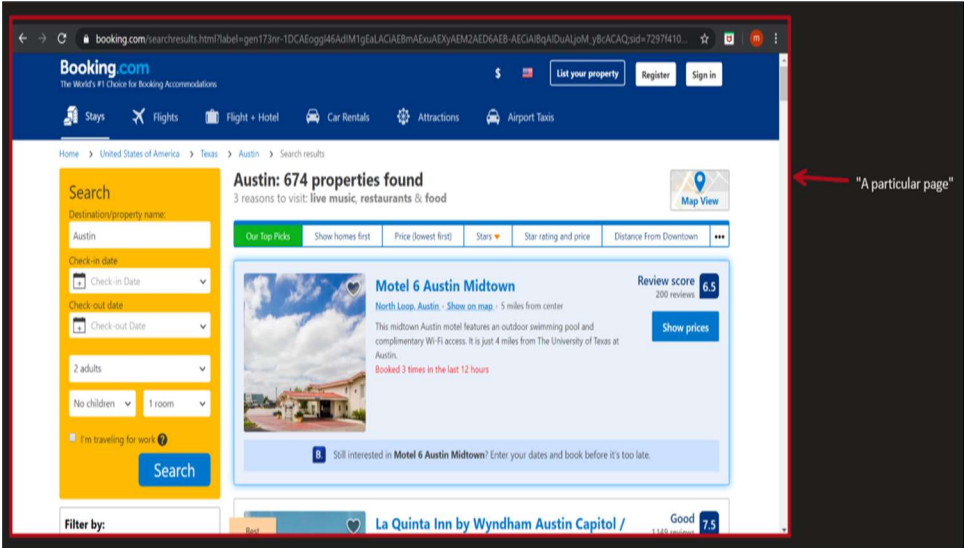 booking.com/searchresults.html?label=gen173nr-1DCAEoggI46AdIM1gEaLACiAEBmAExuAEXyAEM2AED6AEB-AECiAIBqAIDuALjoM_yBcACAQ;sid=7297f410...
m
Booking.com
The World's #1 Choice for Booking Accommodations
$
List your property
Register
Sign in
Stays
Flights
Flight + Hotel
Car Rentals
Attractions
Airport Taxis
Home > United States of America > Texas > Austin > Search results
Search
Destination/property name:
Austin
Check-in date
Check-in Date
Check-out date
Check-out Date
2 adults
No children
1 room
I'm traveling for work ?
Search
Filter by:
Austin: 674 properties found
3 reasons to visit: live music, restaurants & food
Map View
Our Top Picks
Show homes first
Price (lowest first)
Stars
Star rating and price
Distance From Downtown
•••
Motel 6 Austin Midtown
North Loop, Austin - Show on map - 5 miles from center
This midtown Austin motel features an outdoor swimming pool and
complimentary Wi-Fi access. It is just 4 miles from The University of Texas at
Austin.
Booked 3 times in the last 12 hours
Review score 6.5
200 reviews
Show prices
B. Still interested in Motel 6 Austin Midtown? Enter your dates and book before it's too late.
Best
La Quinta Inn by Wyndham Austin Capitol /
Good 7.5
1149 reviews
"A particular page"